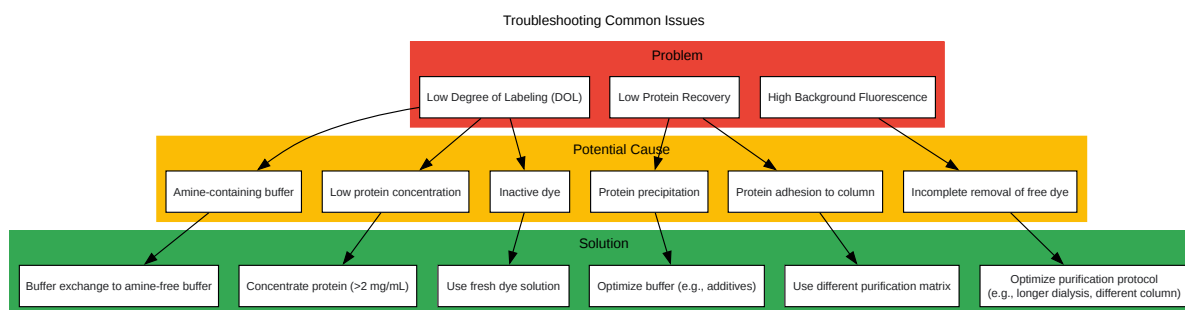 Troubleshooting Common Issues
Problem
Low Degree of Labeling (DOL)
Low Protein Recovery
High Background Fluorescence
Potential Cause
Amine-containing buffer
Low protein concentration
Inactive dye
Protein precipitation
Protein adhesion to column
Incomplete removal of free dye
Solution
Buffer exchange to amine-free buffer
Concentrate protein (>2 mg/mL)
Use fresh dye solution
Optimize buffer (e.g., additives)
Use different purification matrix
Optimize purification protocol
(e.g., longer dialysis, different column)